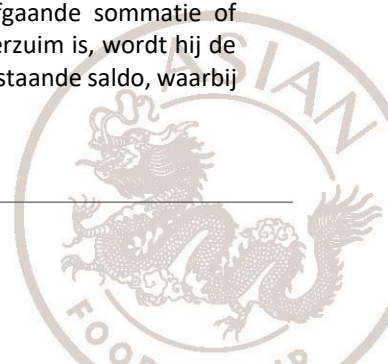 fgaande sommatie of
erzuim is, wordt hij de
staande saldo, waarbij
ASIAN
FOO